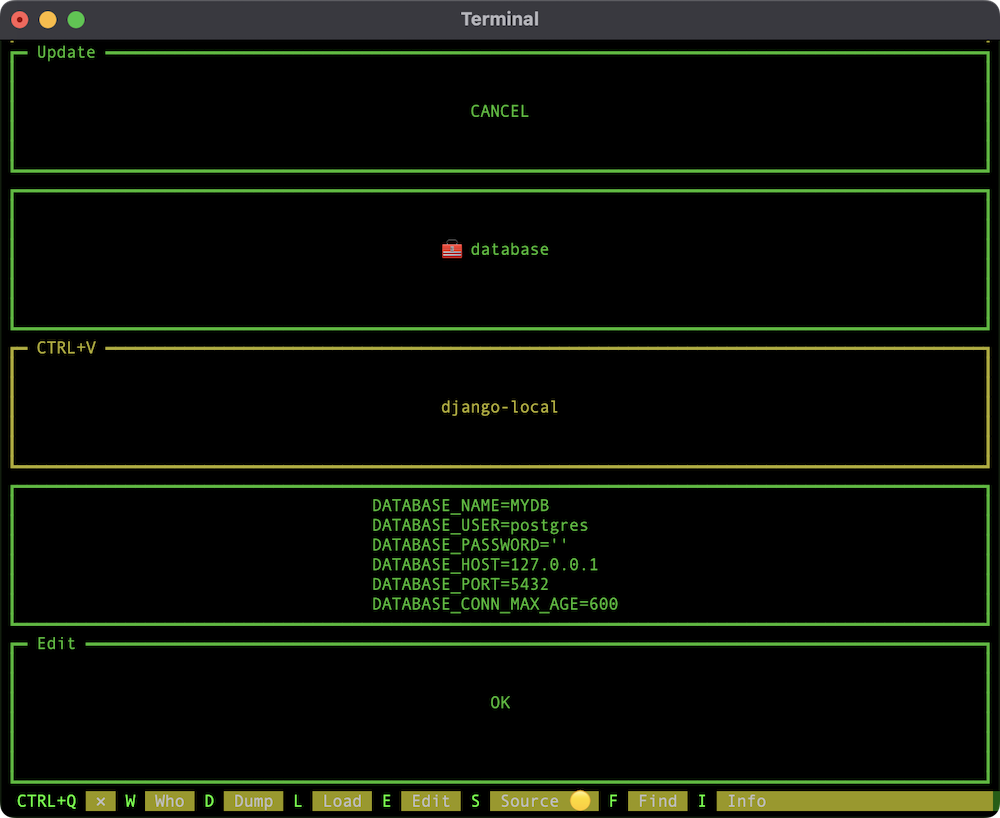 Terminal
Update
CANCEL
database
CTRL+V
django-local
DATABASE_NAME=MYDB
DATABASE_USER=postgres
DATABASE_PASSWORD=''
DATABASE_HOST=127.0.0.1
DATABASE_PORT=5432
DATABASE_CONN_MAX_AGE=600
Edit
OK
CTRL+Q × W Who D Dump L Load E Edit S Source F Find I Info